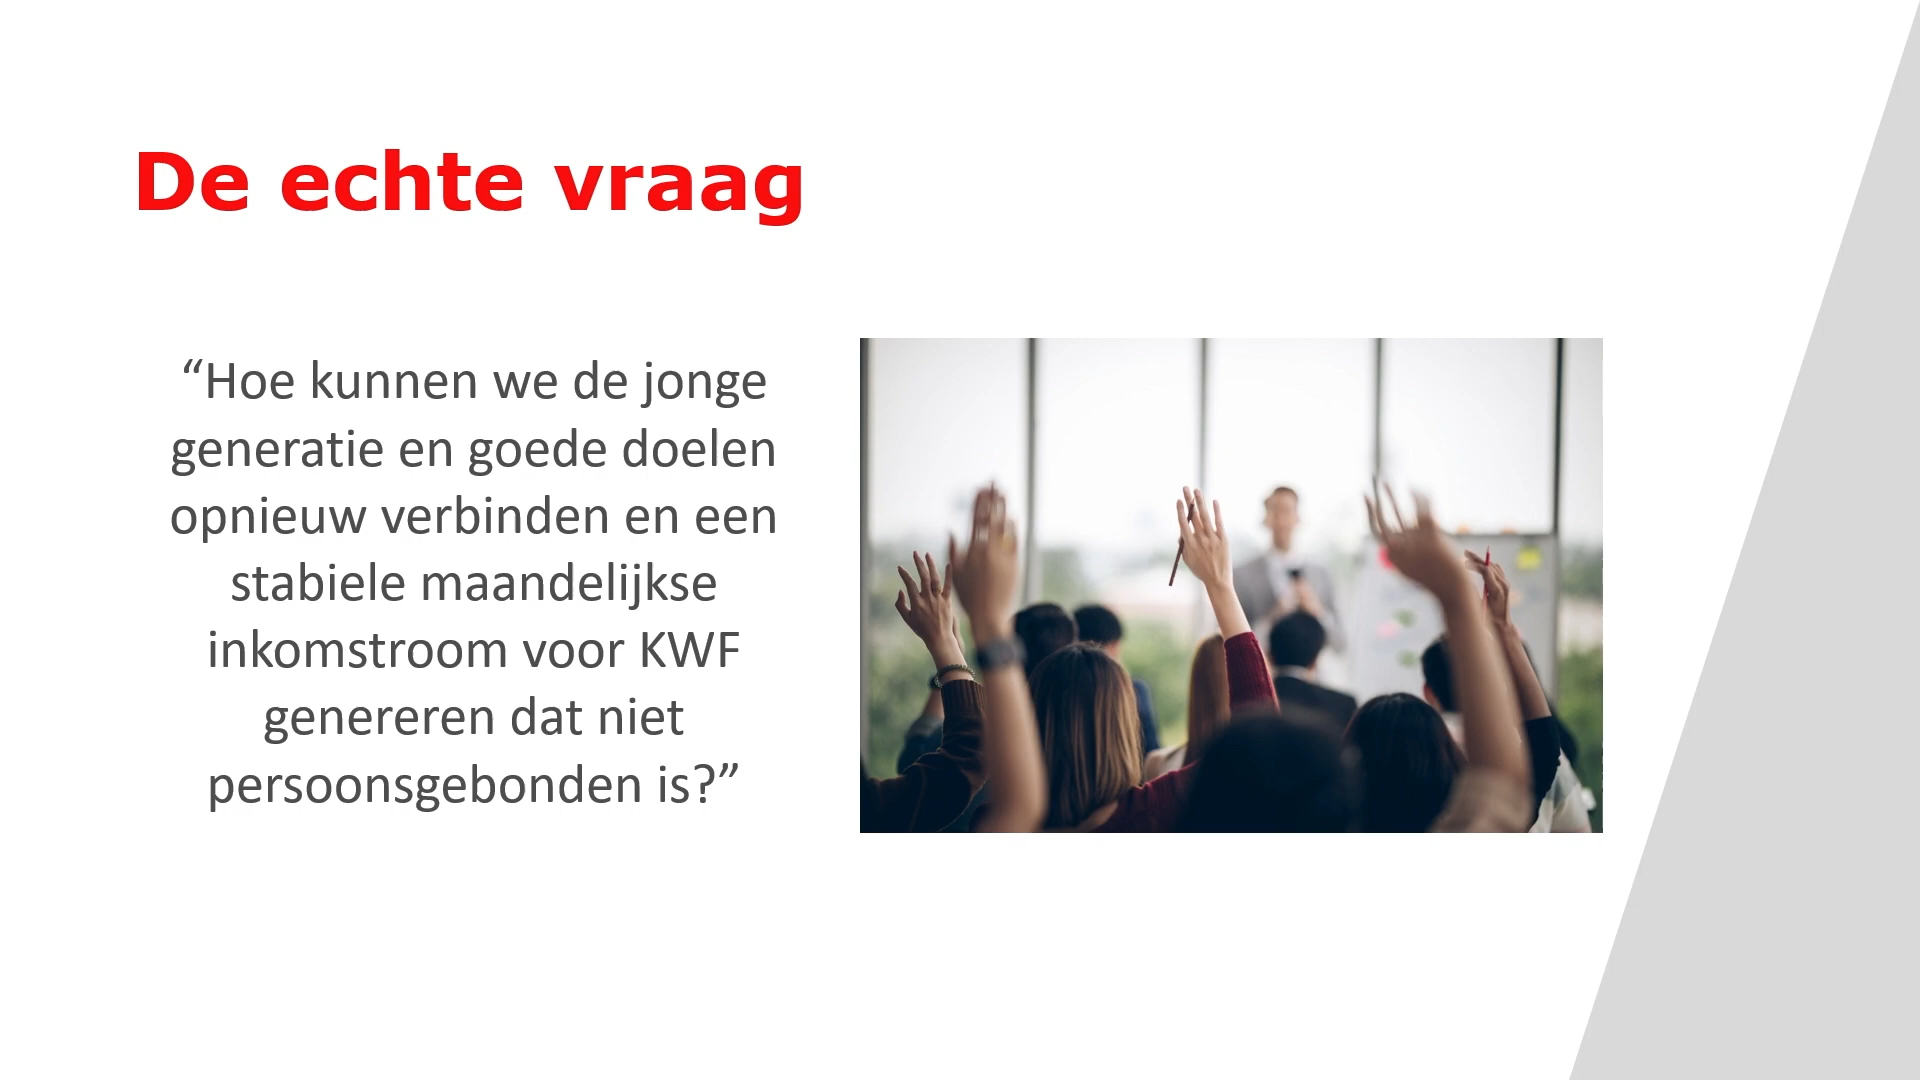 De echte vraag
“Hoe kunnen we de jonge
generatie en goede doelen
opnieuw verbinden en een
stabiele maandelijkse
inkomstroom voor KWF
genereren dat niet
persoonsgebonden is?”